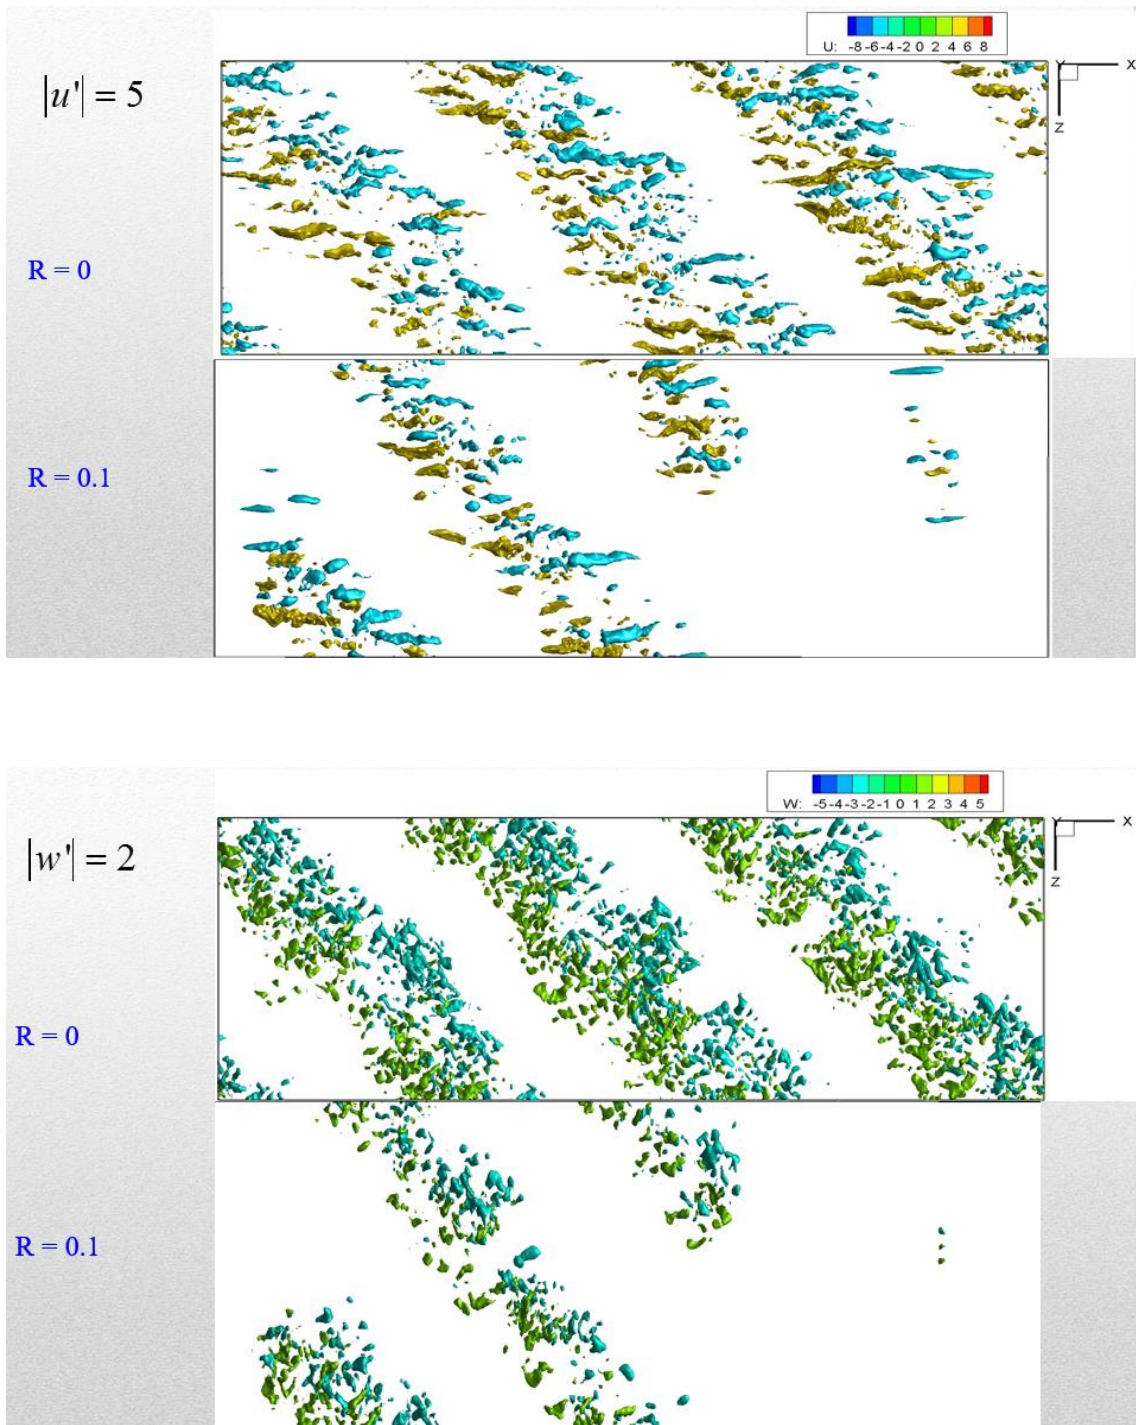 U: -8 -6 -4 -2 0 2 4 6 8
|u'| = 5
Y X
Z
R = 0
R = 0.1
W: -5 -4 -3 -2 -1 0 1 2 3 4 5
|w'| = 2
Y X
Z
R = 0
R = 0.1